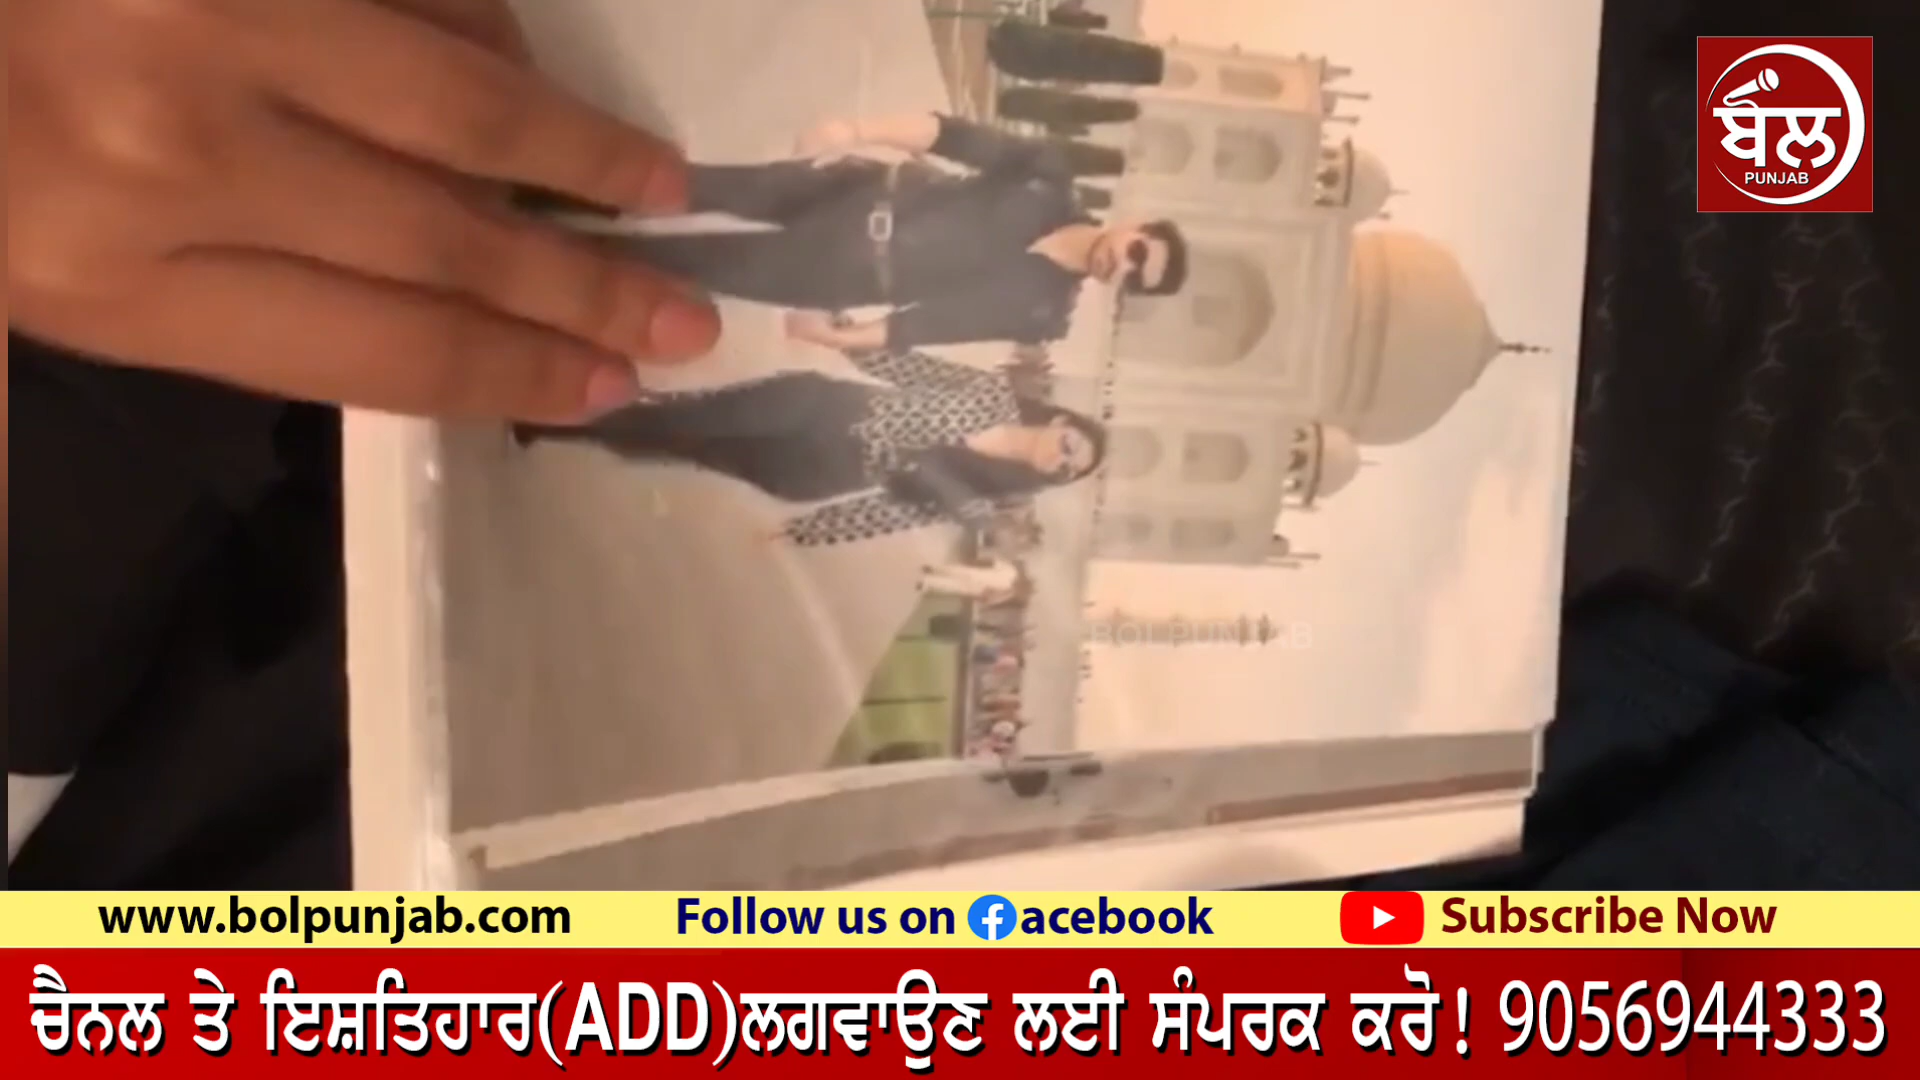 ਬੋਲ
PUNJAB
BOLPUNJAB
www.bolpunjab.com
Follow us on facebook
Subscribe Now
ਚੈਨਲ ਤੇ ਇਸ਼ਤਿਹਾਰ(ADD)ਲਗਵਾਉਣ ਲਈ ਸੰਪਰਕ ਕਰੋ! 9056944333